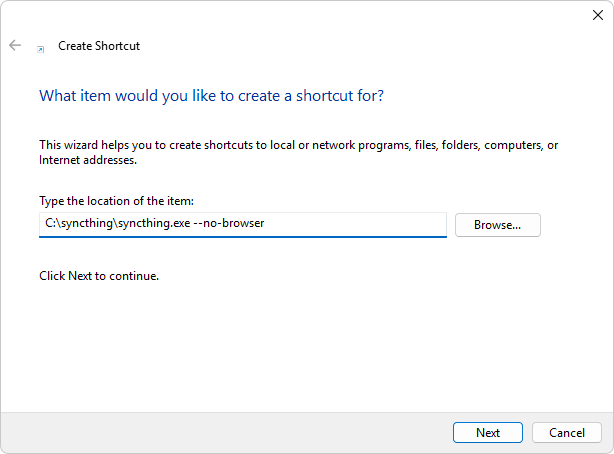 Create Shortcut
What item would you like to create a shortcut for?
This wizard helps you to create shortcuts to local or network programs, files, folders, computers, or
Internet addresses.
Type the location of the item:
C:\syncthing\syncthing.exe --no-browser
Browse...
Click Next to continue.
Next
Cancel